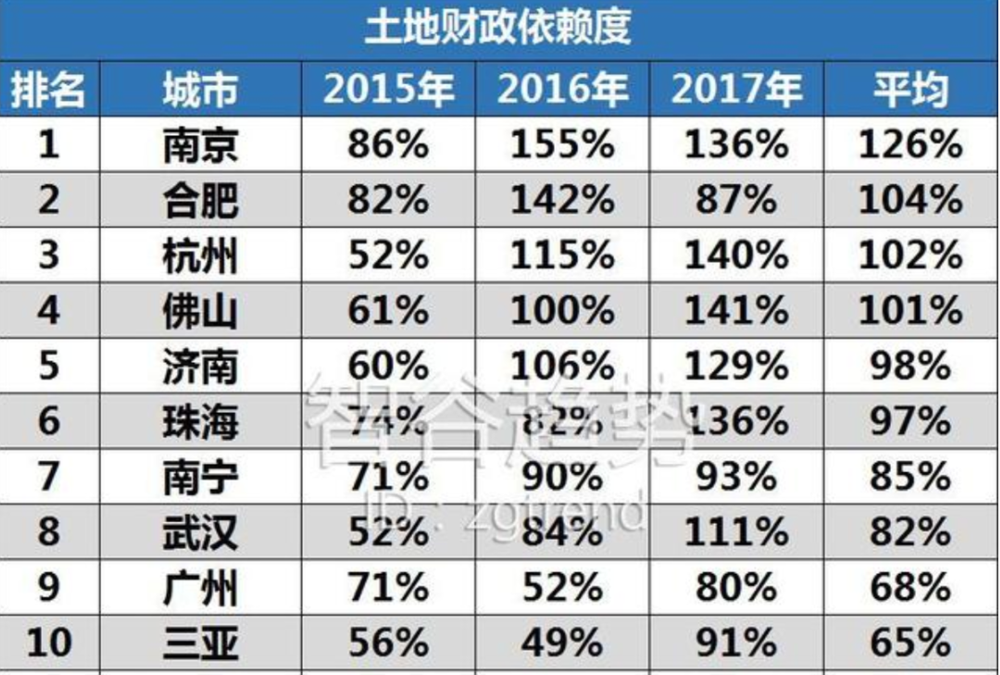 土地财政依赖度
排名 城市 2015年 2016年 2017年 平均
1 南京 86% 155% 136% 126%
2 合肥 82% 142% 87% 104%
3 杭州 52% 115% 140% 102%
4 佛山 61% 100% 141% 101%
5 济南 60% 106% 129% 98%
6 珠海 74% 82% 136% 97%
智谷趋势
7 南宁 71% 90% 93% 85%
ID：zgtrend
8 武汉 52% 84% 111% 82%
9 广州 71% 52% 80% 68%
10 三亚 56% 49% 91% 65%